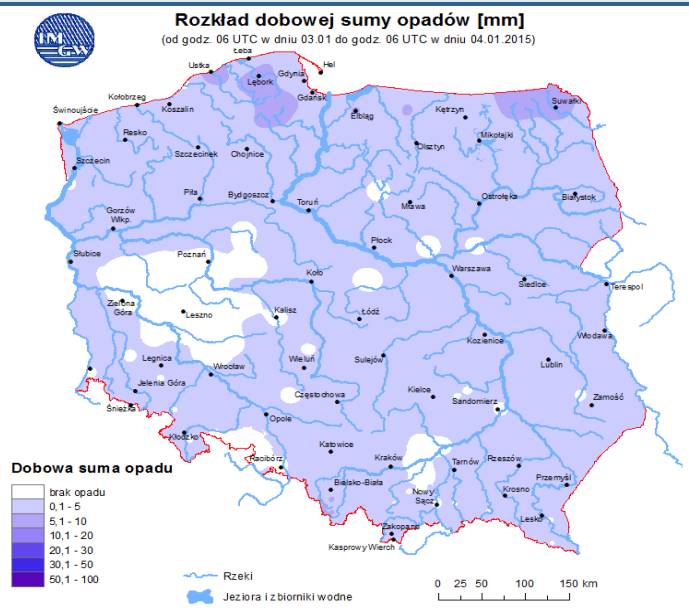 IM
GW
Rozkład dobowej sumy opadów [mm]
(od godz. 06 UTC w dniu 03.01 do godz. 06 UTC w dniu 04.01.2015)
Łeba
Ustka
Hel
Gdynia
Lębork
Gdańsk
Kołobrzeg
Koszalin
Świnoujście
Elbląg
Kętrzyn
Suwałki
Resko
Mikołajki
Olsztyn
Szczecinek
Chojnice
Szczecin
Piła
Bydgoszcz
Toruń
Mława
Ostrołęka
Białystok
Gorzów
Wlkp.
Płock
Słubice
Poznań
Koło
Warszawa
Siedlce
Terespol
Zielona
Góra
Leszno
Kalisz
Łódź
Kozienice
Włodawa
Legnica
Wrocław
Wieluń
Sulejów
Lublin
Jelenia Góra
Częstochowa
Kielce
Sandomierz
Zamość
Śnieżka
Opole
Kłodzko
Katowice
Racibórz
Kraków
Tarnów
Rzeszów
Przemyśl
Bielsko-Biała
Nowy
Sącz
Krosno
Lesko
Zakopane
Kasprowy Wierch
Dobowa suma opadu
brak opadu
0,1 - 5
5,1 - 10
10,1 - 20
20,1 - 30
30,1 - 50
50,1 - 100
Rzeki
Jeziora i zbiorniki wodne
0 25 50 100 150 km